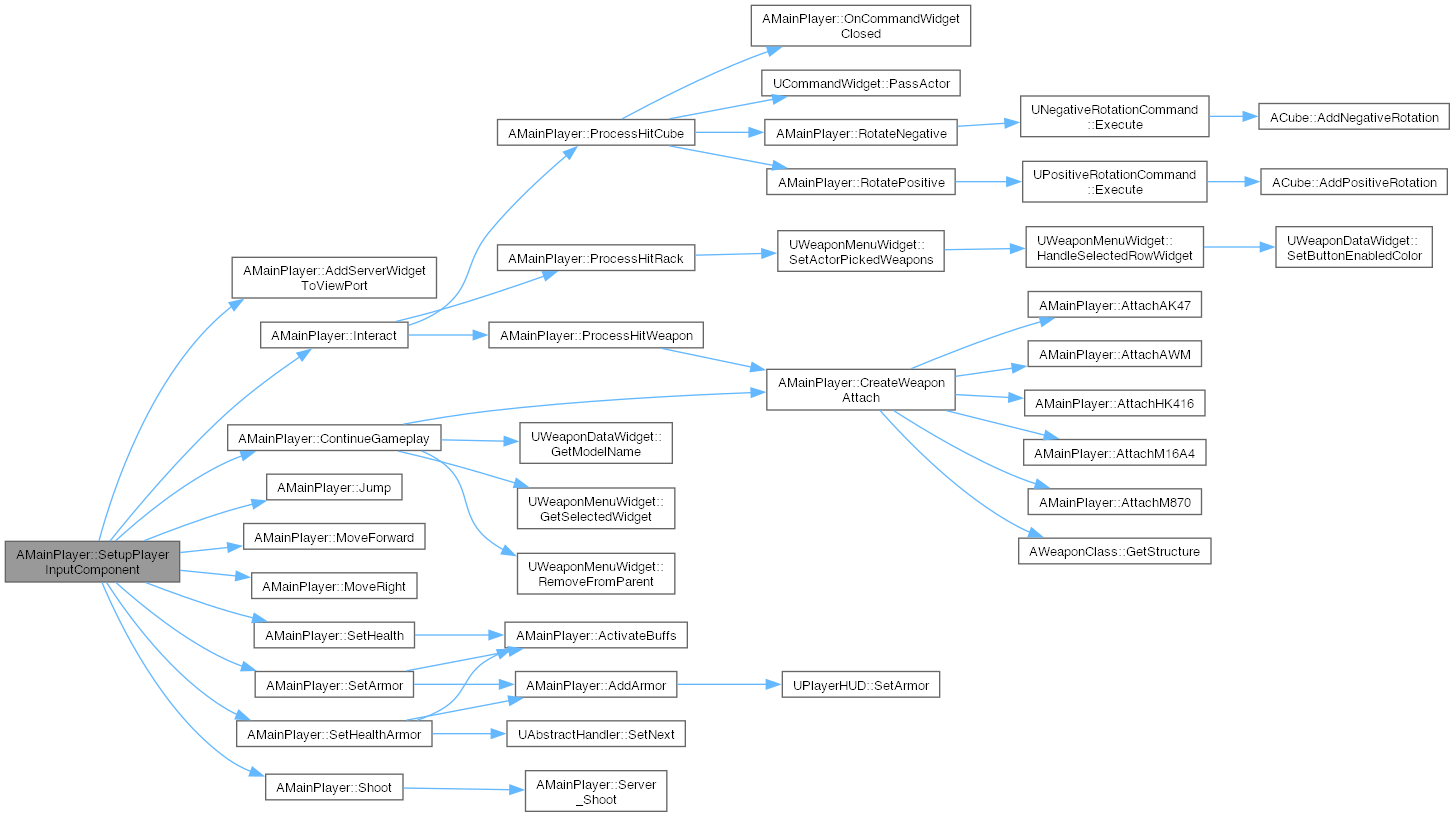 AMainPlayer::OnCommandWidget
Closed
UCommandWidget::PassActor
AMainPlayer::ProcessHitCube
AMainPlayer::RotateNegative
UNegativeRotationCommand
::Execute
ACube::AddNegativeRotation
AMainPlayer::RotatePositive
UPositiveRotationCommand
::Execute
ACube::AddPositiveRotation
AMainPlayer::AddServerWidget
ToViewPort
AMainPlayer::ProcessHitRack
UWeaponMenuWidget::
SetActorPickedWeapons
UWeaponMenuWidget::
HandleSelectedRowWidget
UWeaponDataWidget::
SetButtonEnabledColor
AMainPlayer::Interact
AMainPlayer::ProcessHitWeapon
AMainPlayer::AttachAK47
AMainPlayer::AttachAWM
AMainPlayer::CreateWeapon
Attach
AMainPlayer::AttachHK416
AMainPlayer::ContinueGameplay
UWeaponDataWidget::
GetModelName
AMainPlayer::AttachM16A4
AMainPlayer::Jump
UWeaponMenuWidget::
GetSelectedWidget
AMainPlayer::AttachM870
AMainPlayer::MoveForward
AWeaponClass::GetStructure
AMainPlayer::SetupPlayer
InputComponent
AMainPlayer::MoveRight
UWeaponMenuWidget::
RemoveFromParent
AMainPlayer::SetHealth
AMainPlayer::ActivateBuffs
AMainPlayer::SetArmor
AMainPlayer::AddArmor
UPlayerHUD::SetArmor
AMainPlayer::SetHealthArmor
UAbstractHandler::SetNext
AMainPlayer::Shoot
AMainPlayer::Server
_Shoot